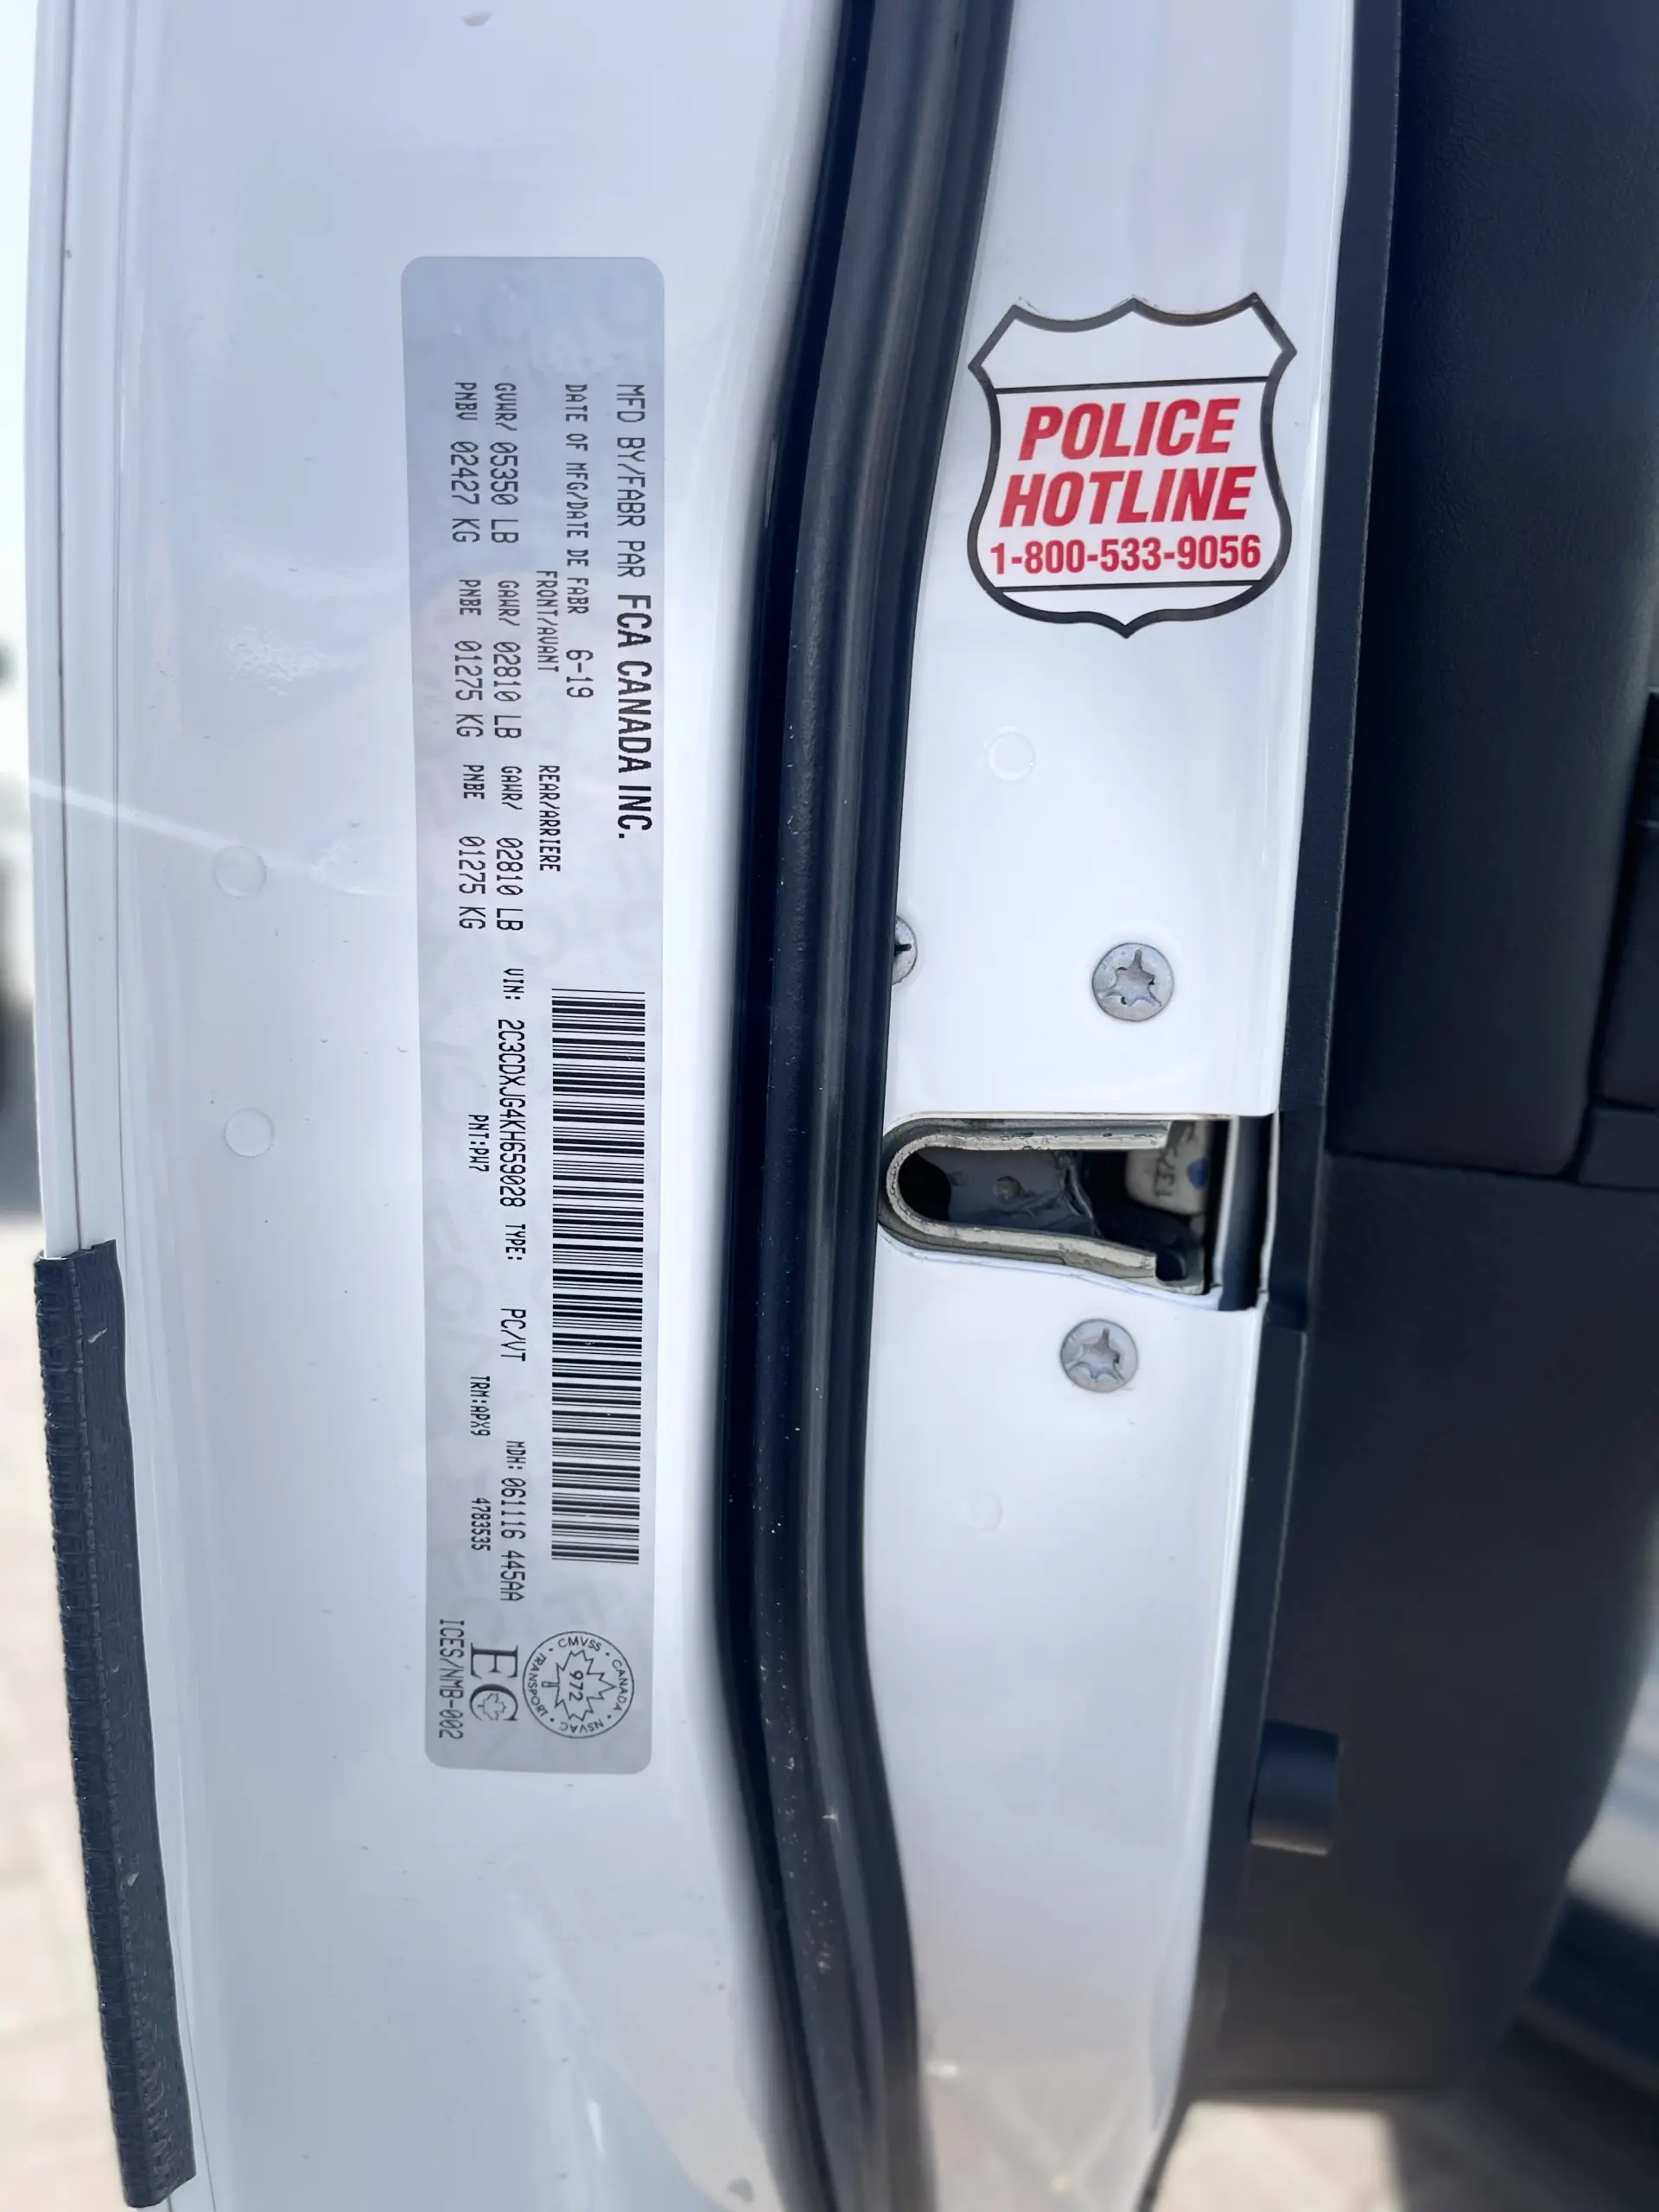 MFD BY/FABR PAR FCA CANADA INC.
DATE OF MFG/DATE DE FABR 6-19
FRONT/AVANT REAR/ARRIERE
GVWR/ 05350 LB GAWR/ 02810 LB GAWR/ 02810 LB
PNBV 02427 KG PNBE 01275 KG PNBE 01275 KG
VIN: 2C3CDXJG4KH659028 TYPE: PC/VT MDH: 061116 445AA
PNT:PW7 TRM:APX9 4783535
CMVSS • CANADA • NSVAC • TRANSPORT •
972
EC
ICES/NMB-002
POLICE
HOTLINE
1-800-533-9056